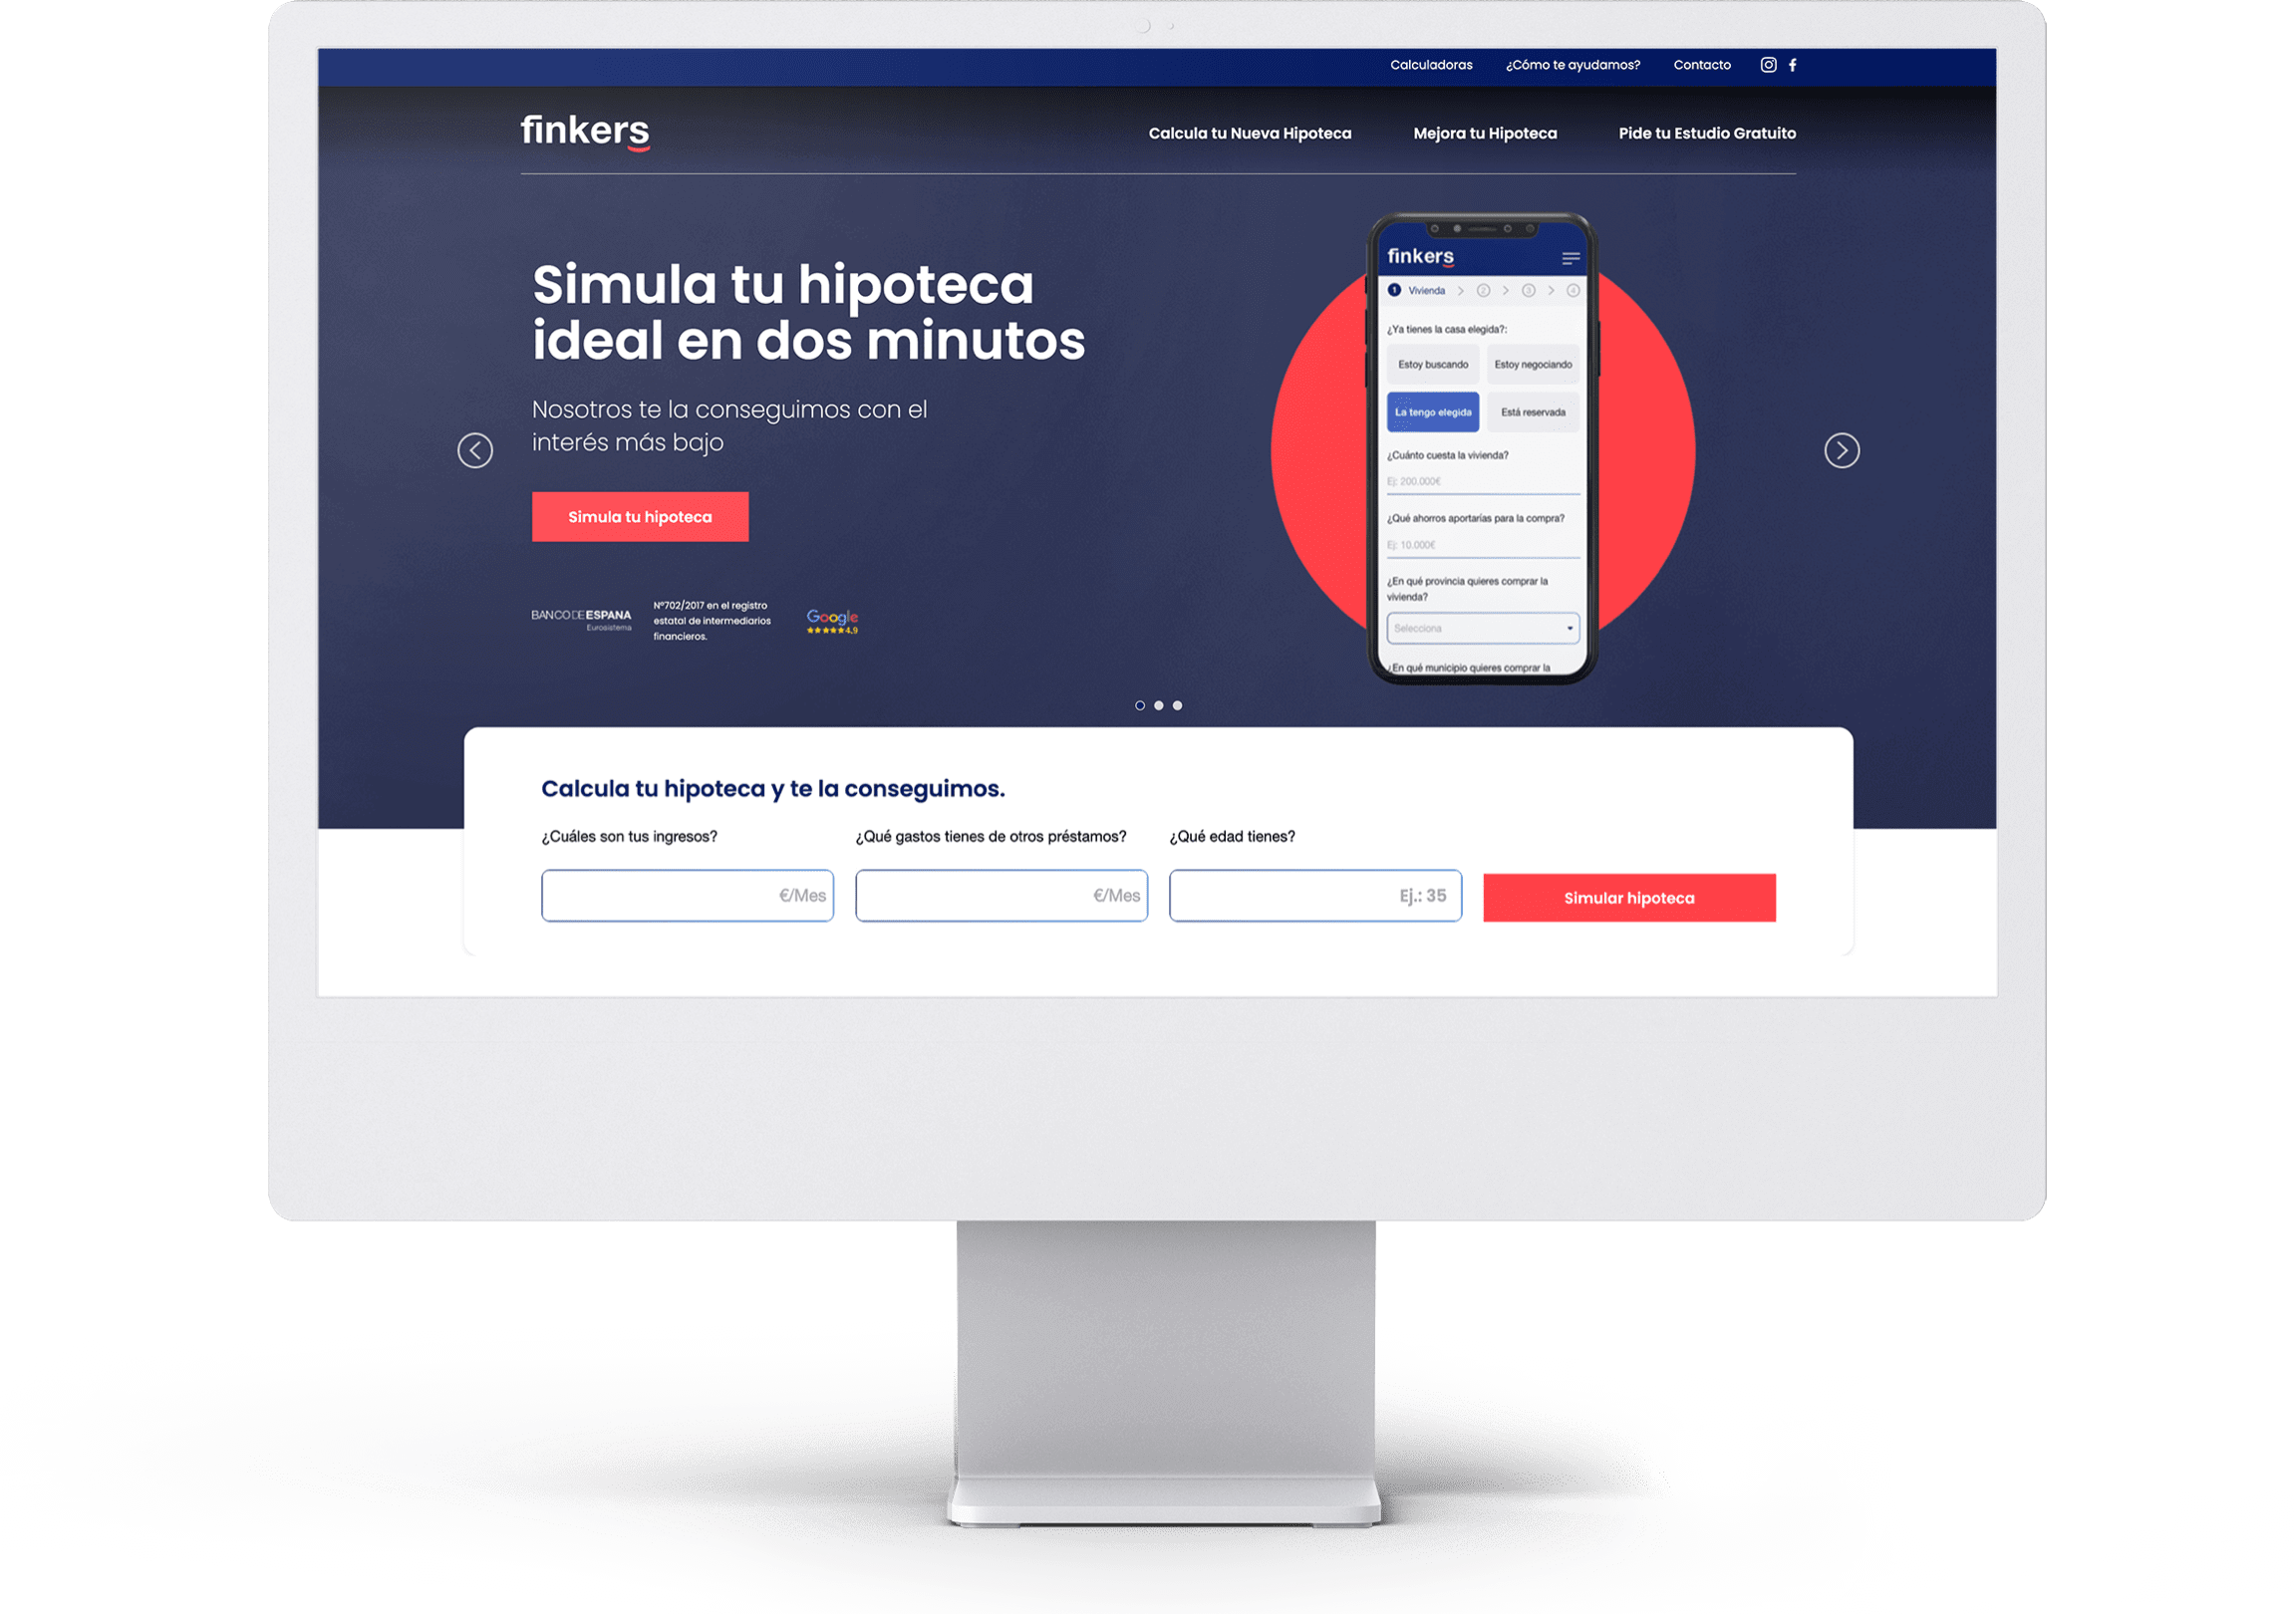 Calculadoras ¿Cómo te ayudamos? Contacto
finkers
Calcula tu Nueva Hipoteca Mejora tu Hipoteca Pide tu Estudio Gratuito
Simula tu hipoteca
ideal en dos minutos
Nosotros te la conseguimos con el
interés más bajo
Simula tu hipoteca
BANCO DE ESPANA
Eurosistema
Nº702/2017 en el registro
estatal de intermediarios
financieros.
Google
★★★★★4,9
finkers
1 Vivienda > 2 > 3 > 4
¿Ya tienes la casa elegida?:
Estoy buscando Estoy negociando
La tengo elegida Está reservada
¿Cuánto cuesta la vivienda?
Ej: 200.000€
¿Qué ahorros aportarías para la compra?
Ej: 10.000€
¿En qué provincia quieres comprar la
vivienda?
Selecciona
¿En qué municipio quieres comprar la
Calcula tu hipoteca y te la conseguimos.
¿Cuáles son tus ingresos? ¿Qué gastos tienes de otros préstamos? ¿Qué edad tienes?
€/Mes €/Mes Ej.: 35 Simular hipoteca